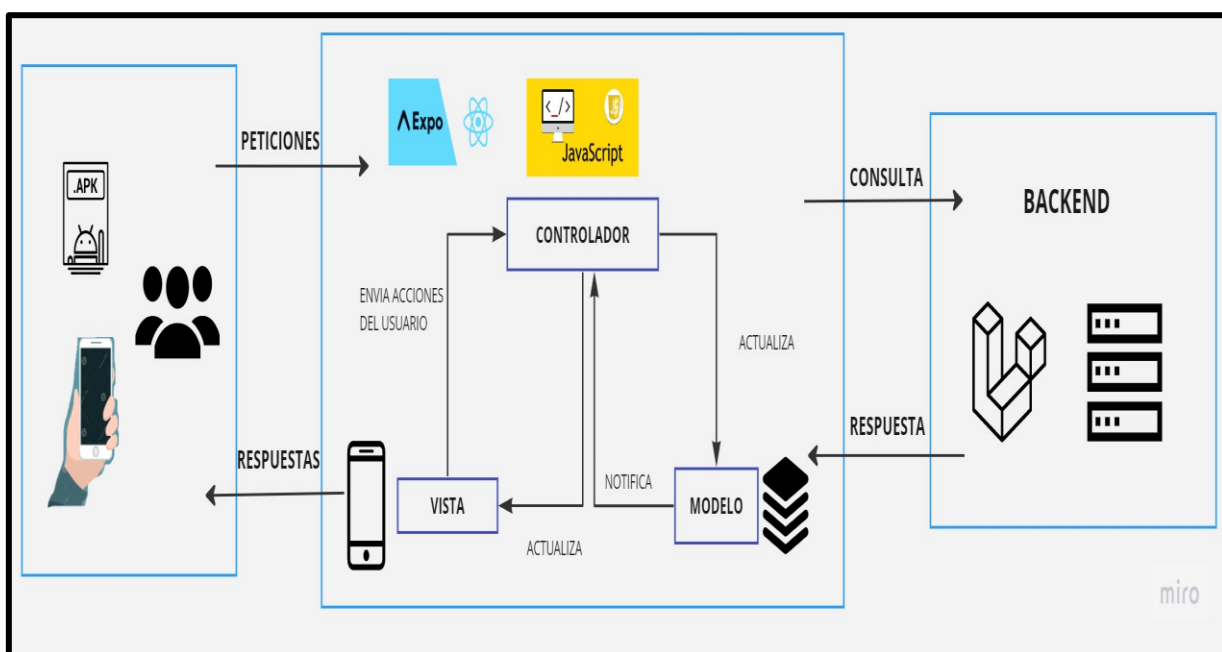 PETICIONES
.APK
RESPUESTAS
Expo
<_/>
JavaScript
CONTROLADOR
ENVIA ACCIONES
DEL USUARIO
ACTUALIZA
NOTIFICA
VISTA
MODELO
ACTUALIZA
CONSULTA
RESPUESTA
BACKEND
miro